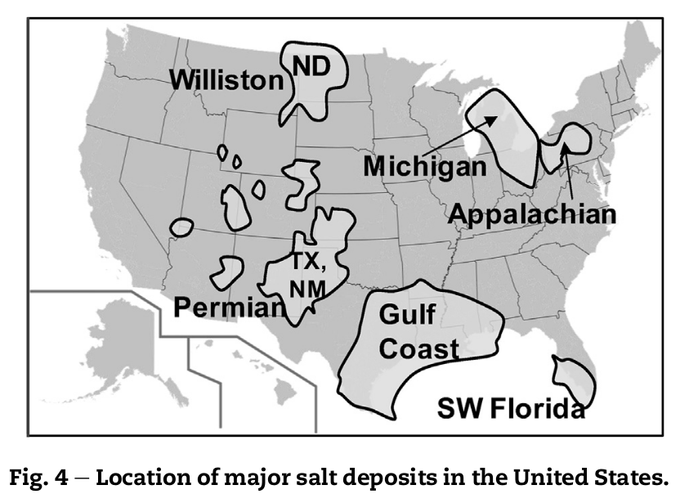 Williston
ND
Michigan
Appalachian
TX,
NM
Permian
Gulf
Coast
SW Florida
Fig. 4 – Location of major salt deposits in the United States.